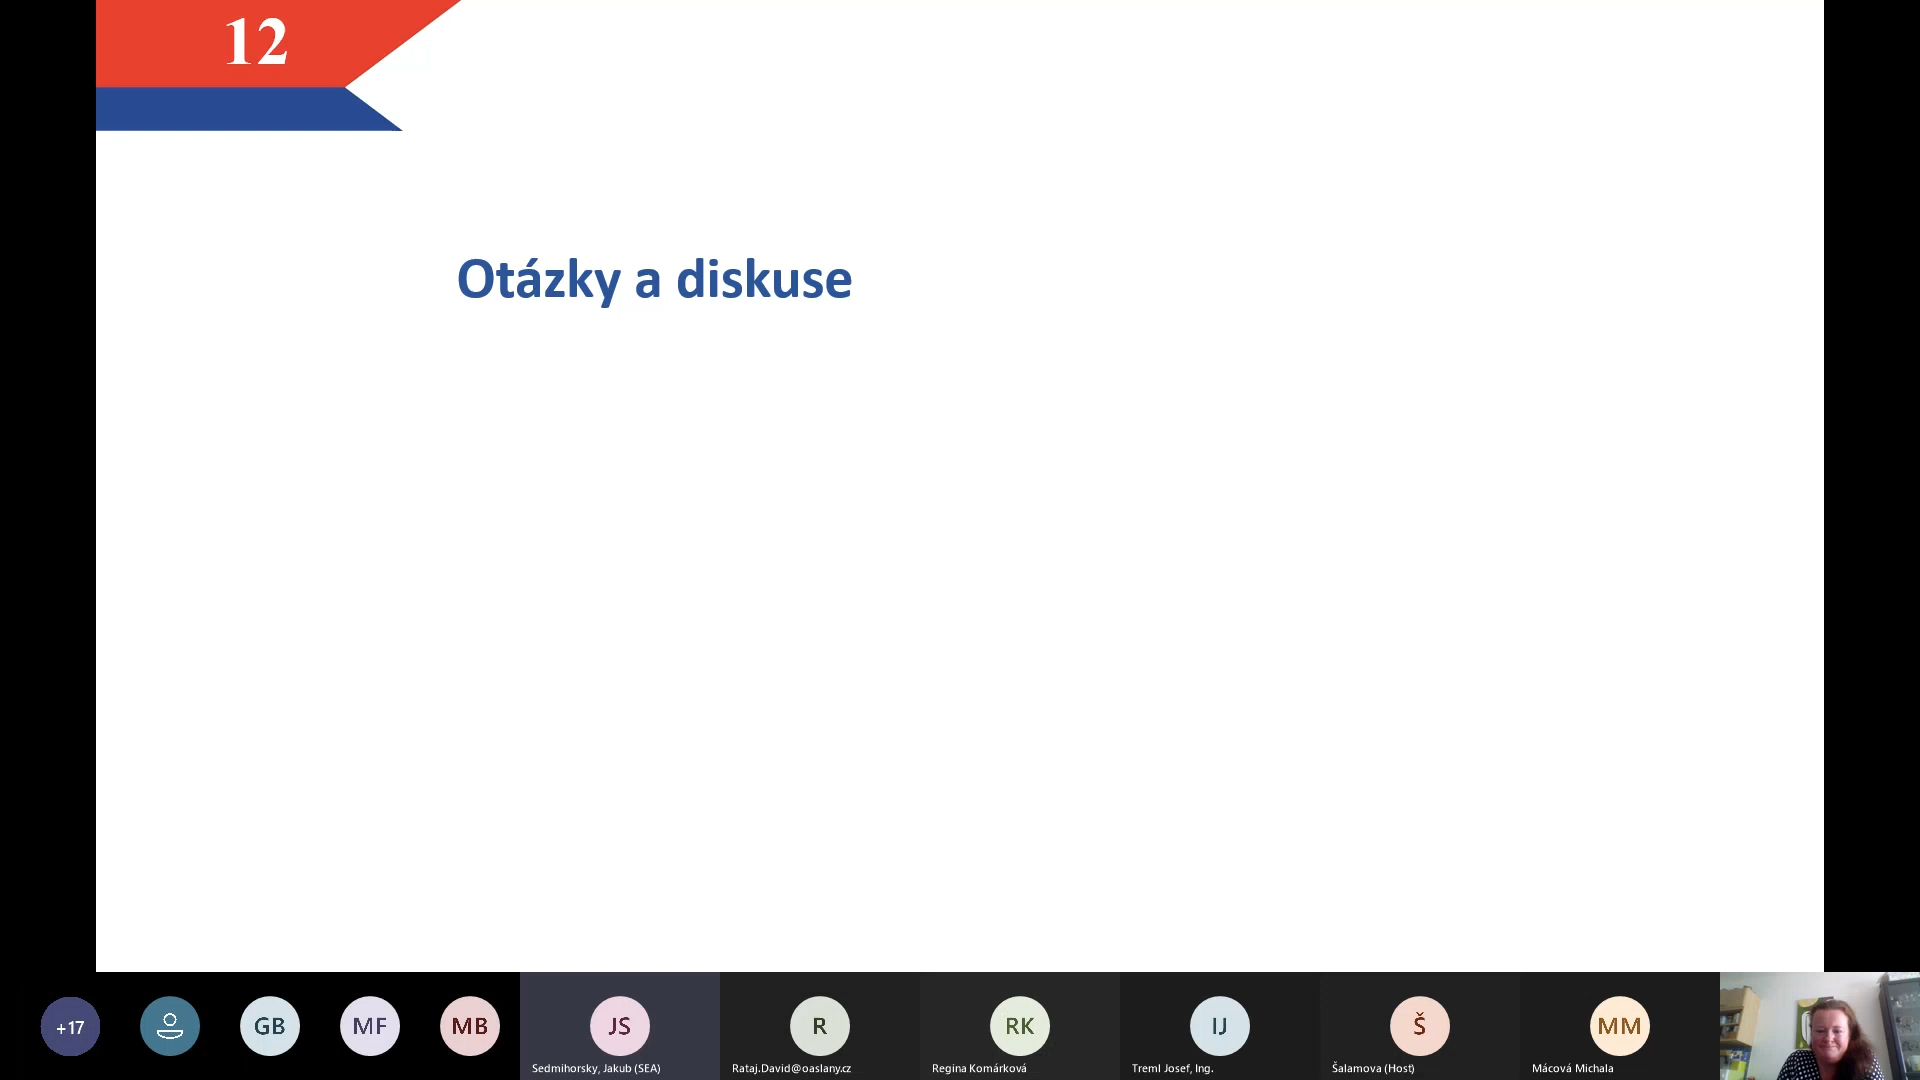 12
Otázky a diskuse
+17
GB
MF
MB
JS
R
RK
IJ
Š
MM
Sedmihorsky, Jakub (SEA)
Rataj.David@oaslany.cz
Regina Komárková
Treml Josef, Ing.
Šalamova (Host)
Mácová Michala